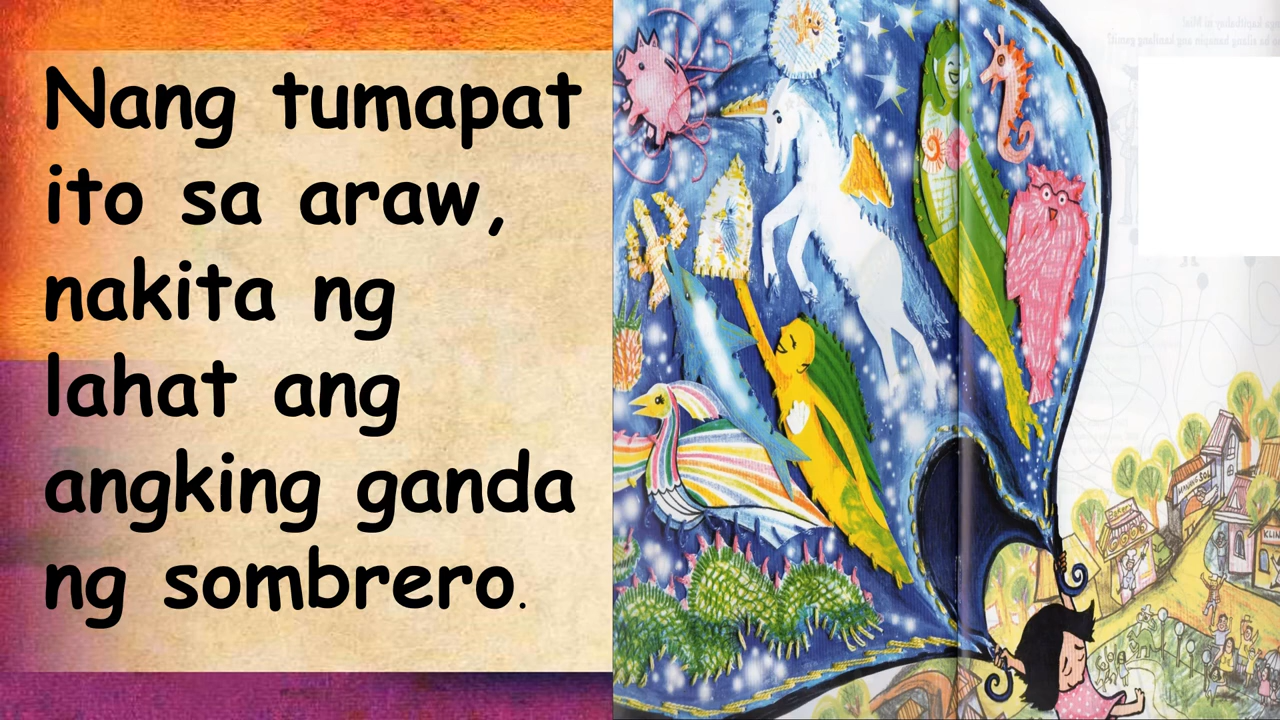 Nang tumapat
ito sa araw,
nakita ng
lahat ang
angking ganda
ng sombrero.